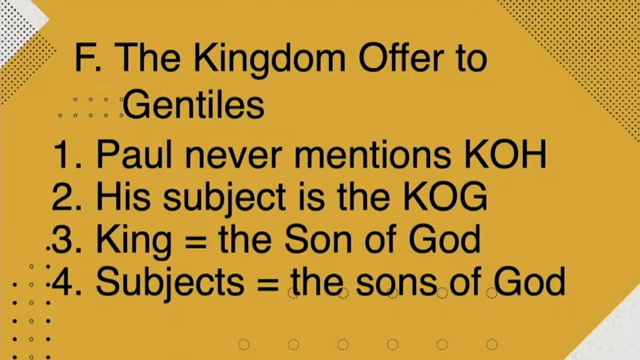 F. The Kingdom Offer to
Gentiles
1. Paul never mentions KOH
2. His subject is the KOG
3. King = the Son of God
4. Subjects = the sons of God